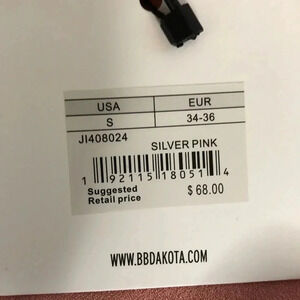 USA EUR
S 34-36
JI408024
SILVER PINK
1 92115 18051 4
Suggested
Retail price $ 68.00
WWW.BBDAKOTA.COM